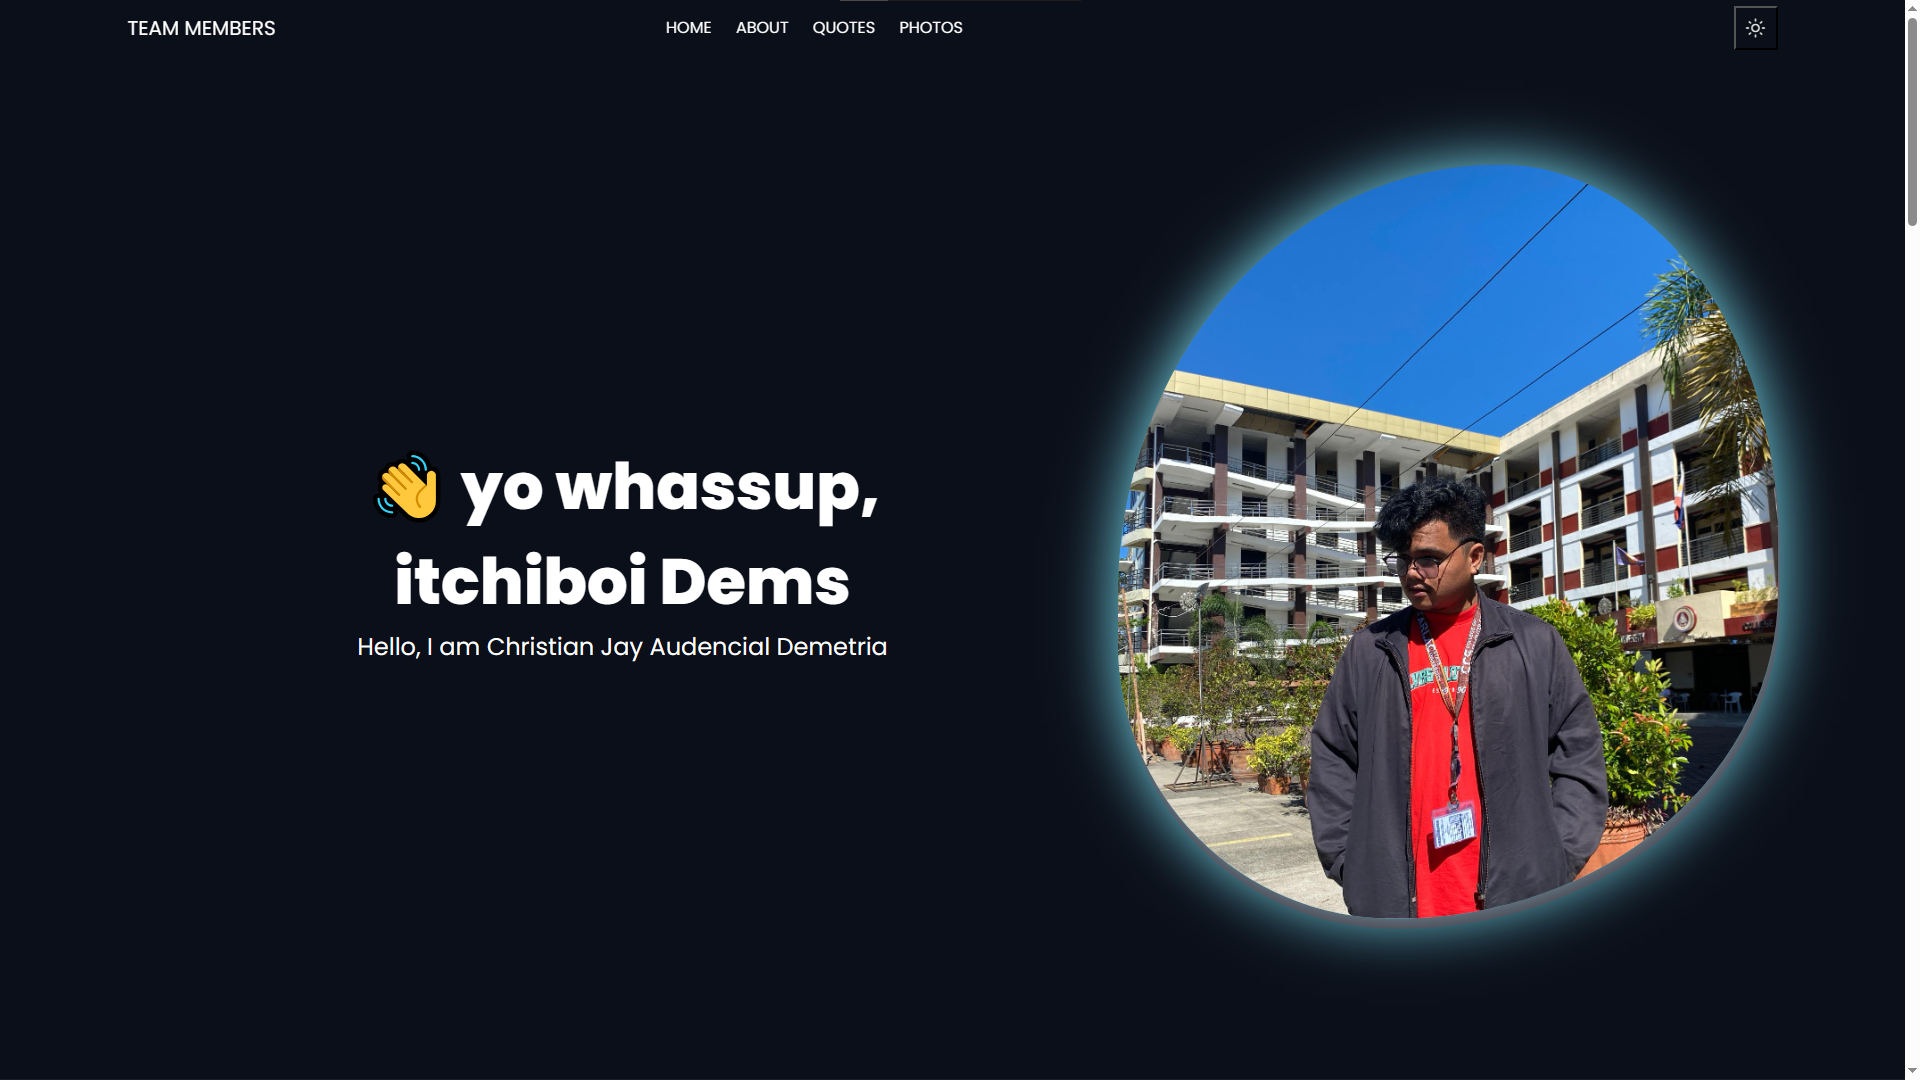 TEAM MEMBERS
HOME ABOUT QUOTES PHOTOS
👋 yo whassup,
itchiboi Dems
Hello, I am Christian Jay Audencial Demetria